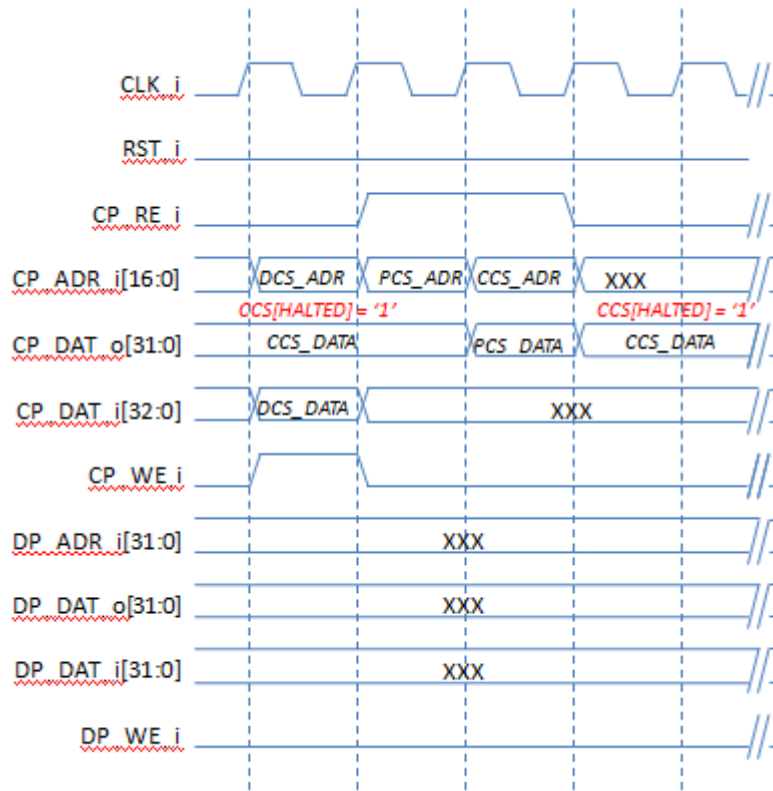 CLK_i
RST_i
CP_RE_i
CP_ADR_i[16:0] DCS_ADR PCS_ADR CCS_ADR XXX
CCS[HALTED] = ‘1’ CCS[HALTED] = ‘1’
CP_DAT_o[31:0] CCS_DATA PCS_DATA CCS_DATA
CP_DAT_i[32:0] DCS_DATA XXX
CP_WE_i
DP_ADR_i[31:0] XXX
DP_DAT_o[31:0] XXX
DP_DAT_i[31:0] XXX
DP_WE_i